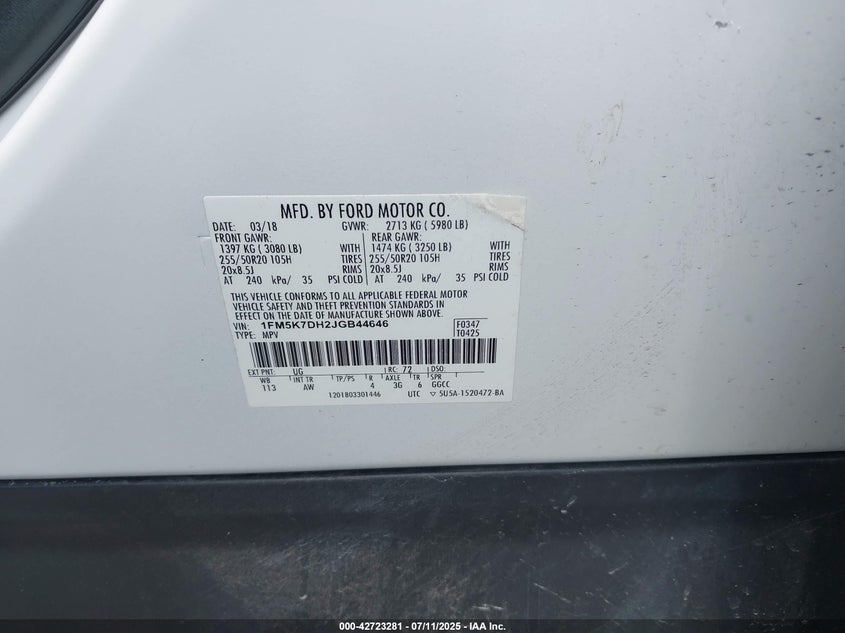 MFD. BY FORD MOTOR CO.
DATE: 03/18 GVWR: 2713 KG ( 5980 LB)
FRONT GAWR: REAR GAWR:
1397 KG ( 3080 LB) WITH 1474 KG ( 3250 LB) WITH
255/50R20 105H TIRES 255/50R20 105H TIRES
20x8.5J RIMS 20x8.5J RIMS
AT 240 kPa/ 35 PSI COLD AT 240 kPa/ 35 PSI COLD
THIS VEHICLE CONFORMS TO ALL APPLICABLE FEDERAL MOTOR
VEHICLE SAFETY AND THEFT PREVENTION STANDARDS IN
EFFECT ON THE DATE OF MANUFACTURE SHOWN ABOVE.
VIN: 1FM5K7DH2JGB44646 F0347
TYPE: MPV T0425
EXT PNT: UG RC: 72 DSO:
WB INT TR TP/PS R AXLE TR SPR
113 AW 4 3G 6 GGCC
1201803301446 UTC ▽ 5U5A-1520472-BA
000-42723281 - 07/11/2025 - IAA Inc.